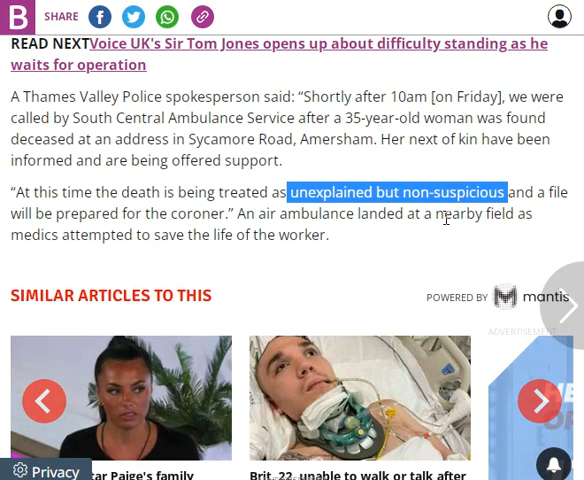 B SHARE
READ NEXTVoice UK's Sir Tom Jones opens up about difficulty standing as he
waits for operation
A Thames Valley Police spokesperson said: “Shortly after 10am [on Friday], we were
called by South Central Ambulance Service after a 35-year-old woman was found
deceased at an address in Sycamore Road, Amersham. Her next of kin have been
informed and are being offered support.
“At this time the death is being treated as unexplained but non-suspicious and a file
will be prepared for the coroner.” An air ambulance landed at a nearby field as
medics attempted to save the life of the worker.
SIMILAR ARTICLES TO THIS
POWERED BY mantis
ADVERTISEMENT
Privacy
tar Paige's family
Brit, 22, unable to walk or talk after